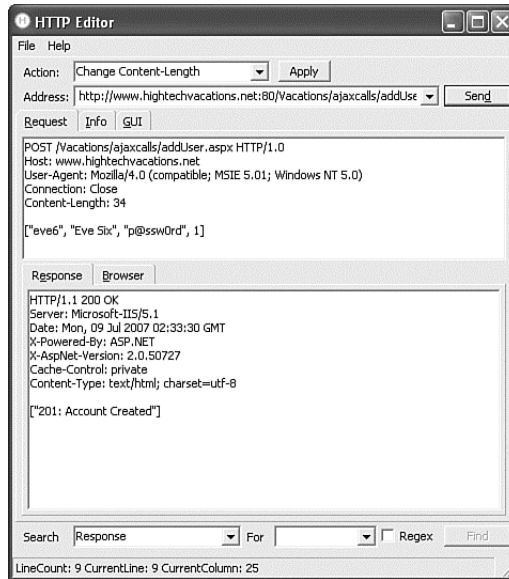 HTTP Editor
File Help
Action: Change Content-Length Apply
Address: http://www.hightechvacations.net:80/Vacations/ajaxcalls/addUse Send
Request Info GUI
POST /Vacations/ajaxcalls/addUser.aspx HTTP/1.0
Host: www.hightechvacations.net
User-Agent: Mozilla/4.0 (compatible; MSIE 5.01; Windows NT 5.0)
Connection: Close
Content-Length: 34
["eve6", "Eve Six", "p@ssw0rd", 1]
Response Browser
HTTP/1.1 200 OK
Server: Microsoft-IIS/5.1
Date: Mon, 09 Jul 2007 02:33:30 GMT
X-Powered-By: ASP.NET
X-AspNet-Version: 2.0.50727
Cache-Control: private
Content-Type: text/html; charset=utf-8
["201: Account Created"]
Search Response For Regex Find
LineCount: 9 CurrentLine: 9 CurrentColumn: 25